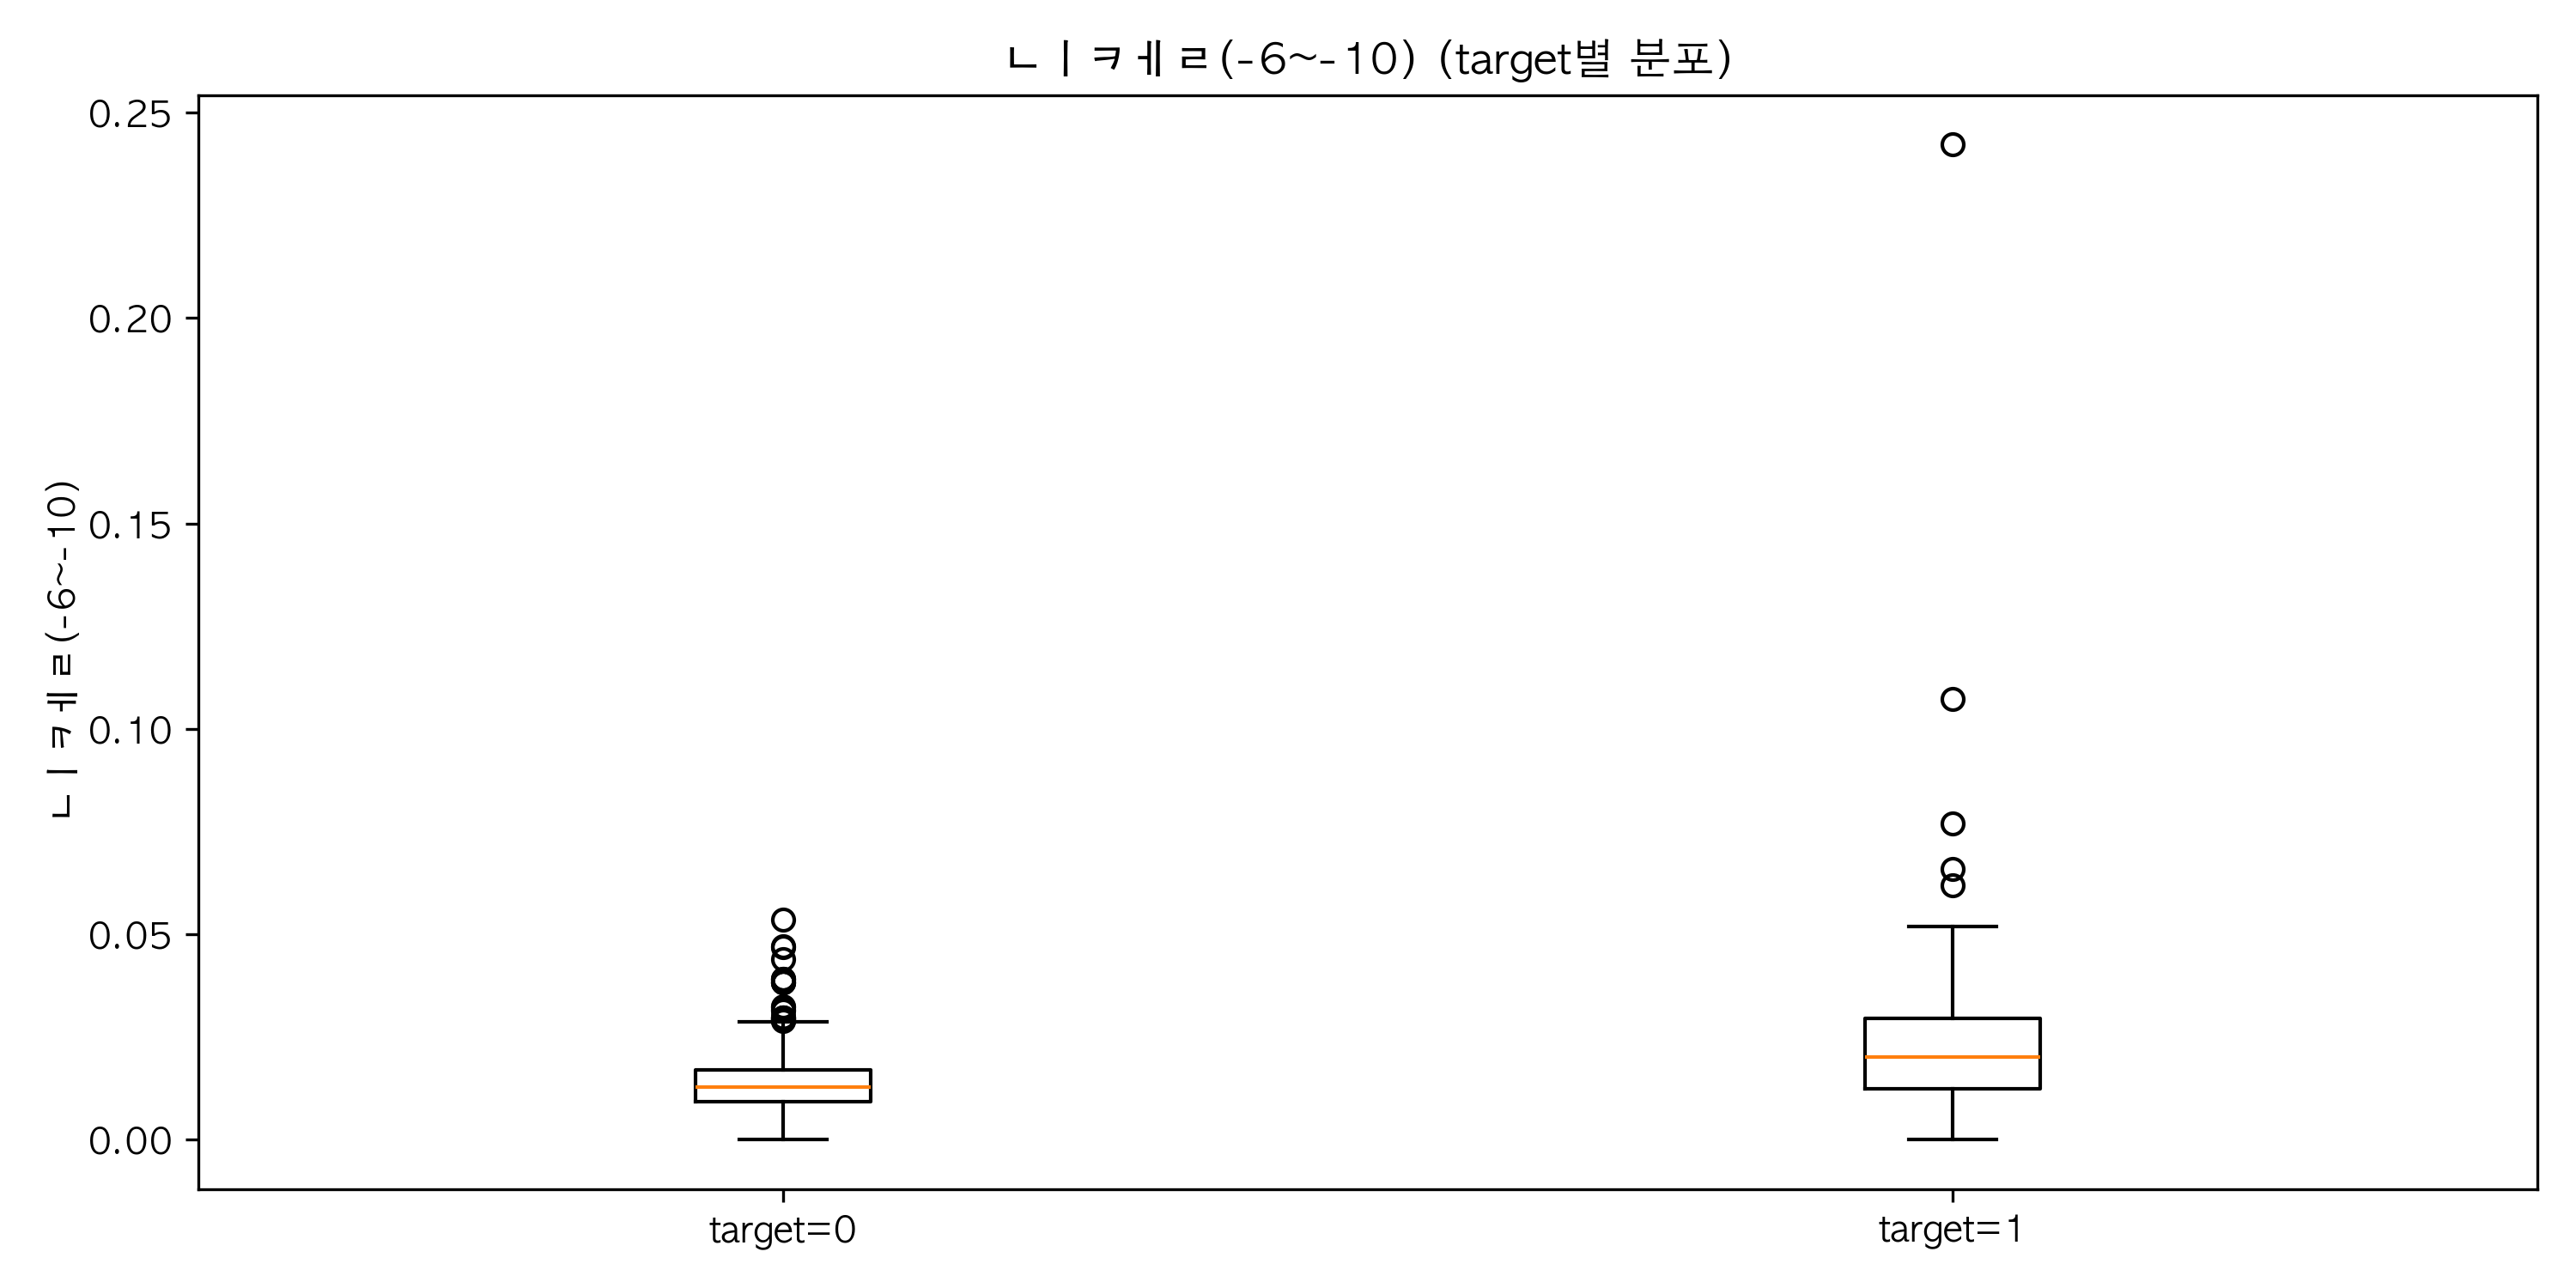 ㄴㅣㅋㅔㄹ(-6~-10) (target별 분포)
ㄴㅣㅋㅔㄹ(-6~-10)
0.25
0.20
0.15
0.10
0.05
0.00
target=0
target=1